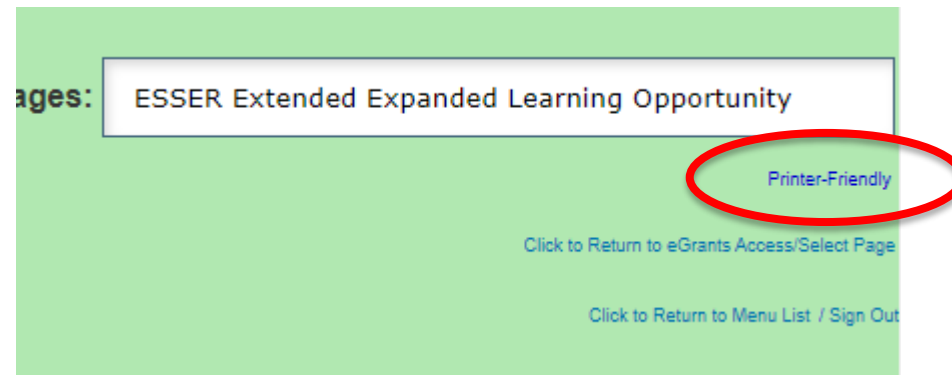 ages: ESSER Extended Expanded Learning Opportunity
Printer-Friendly
Click to Return to eGrants Access/Select Page
Click to Return to Menu List / Sign Out